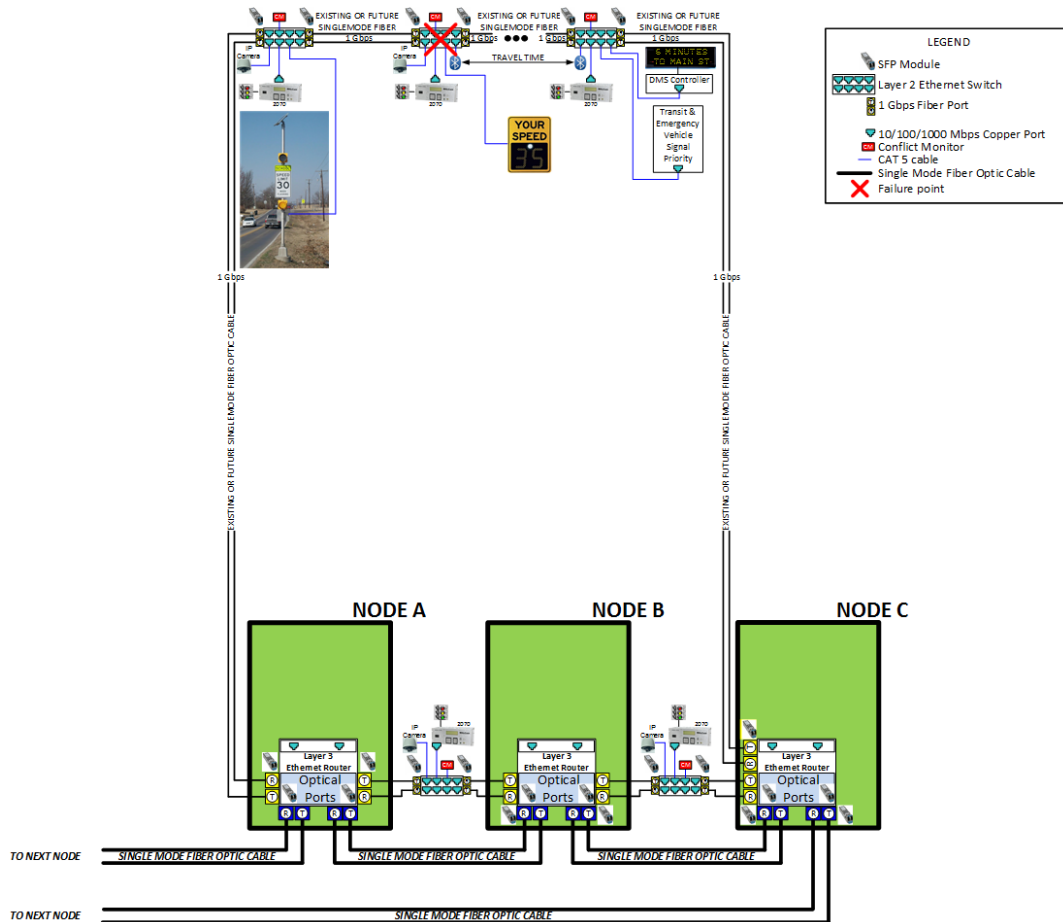 CM
EXISTING OR FUTURE
SINGLEMODE FIBER
1 Gbps
CM
EXISTING OR FUTURE
SINGLEMODE FIBER
1 Gbps
1 Gbps
CM
EXISTING OR FUTURE
SINGLEMODE FIBER
1 Gbps
IP
Camera
2070
IP
Camera
2070
TRAVEL TIME
2070
6 MINUTES
TO MAIN ST
DMS Controller
Transit &
Emergency
Vehicle
Signal
Priority
YOUR
SPEED
35
SPEED
LIMIT
30
LEGEND
SFP Module
Layer 2 Ethernet Switch
1 Gbps Fiber Port
10/100/1000 Mbps Copper Port
CM Conflict Monitor
CAT 5 cable
Single Mode Fiber Optic Cable
Failure point
1 Gbps
1 Gbps
EXISTING OR FUTURE SINGLEMODE FIBER OPTIC CABLE
EXISTING OR FUTURE SINGLEMODE FIBER OPTIC CABLE
NODE A
NODE B
NODE C
Layer 3
Ethernet Router
Optical
Ports
R
T
T
R
R
T
R
T
IP
Camera
2070
CM
Layer 3
Ethernet Router
Optical
Ports
T
R
T
R
R
T
R
T
IP
Camera
2070
CM
Layer 3
Ethernet Router
Optical
Ports
T
R
T
R
R
T
R
T
TO NEXT NODE
SINGLE MODE FIBER OPTIC CABLE
SINGLE MODE FIBER OPTIC CABLE
SINGLE MODE FIBER OPTIC CABLE
TO NEXT NODE
SINGLE MODE FIBER OPTIC CABLE